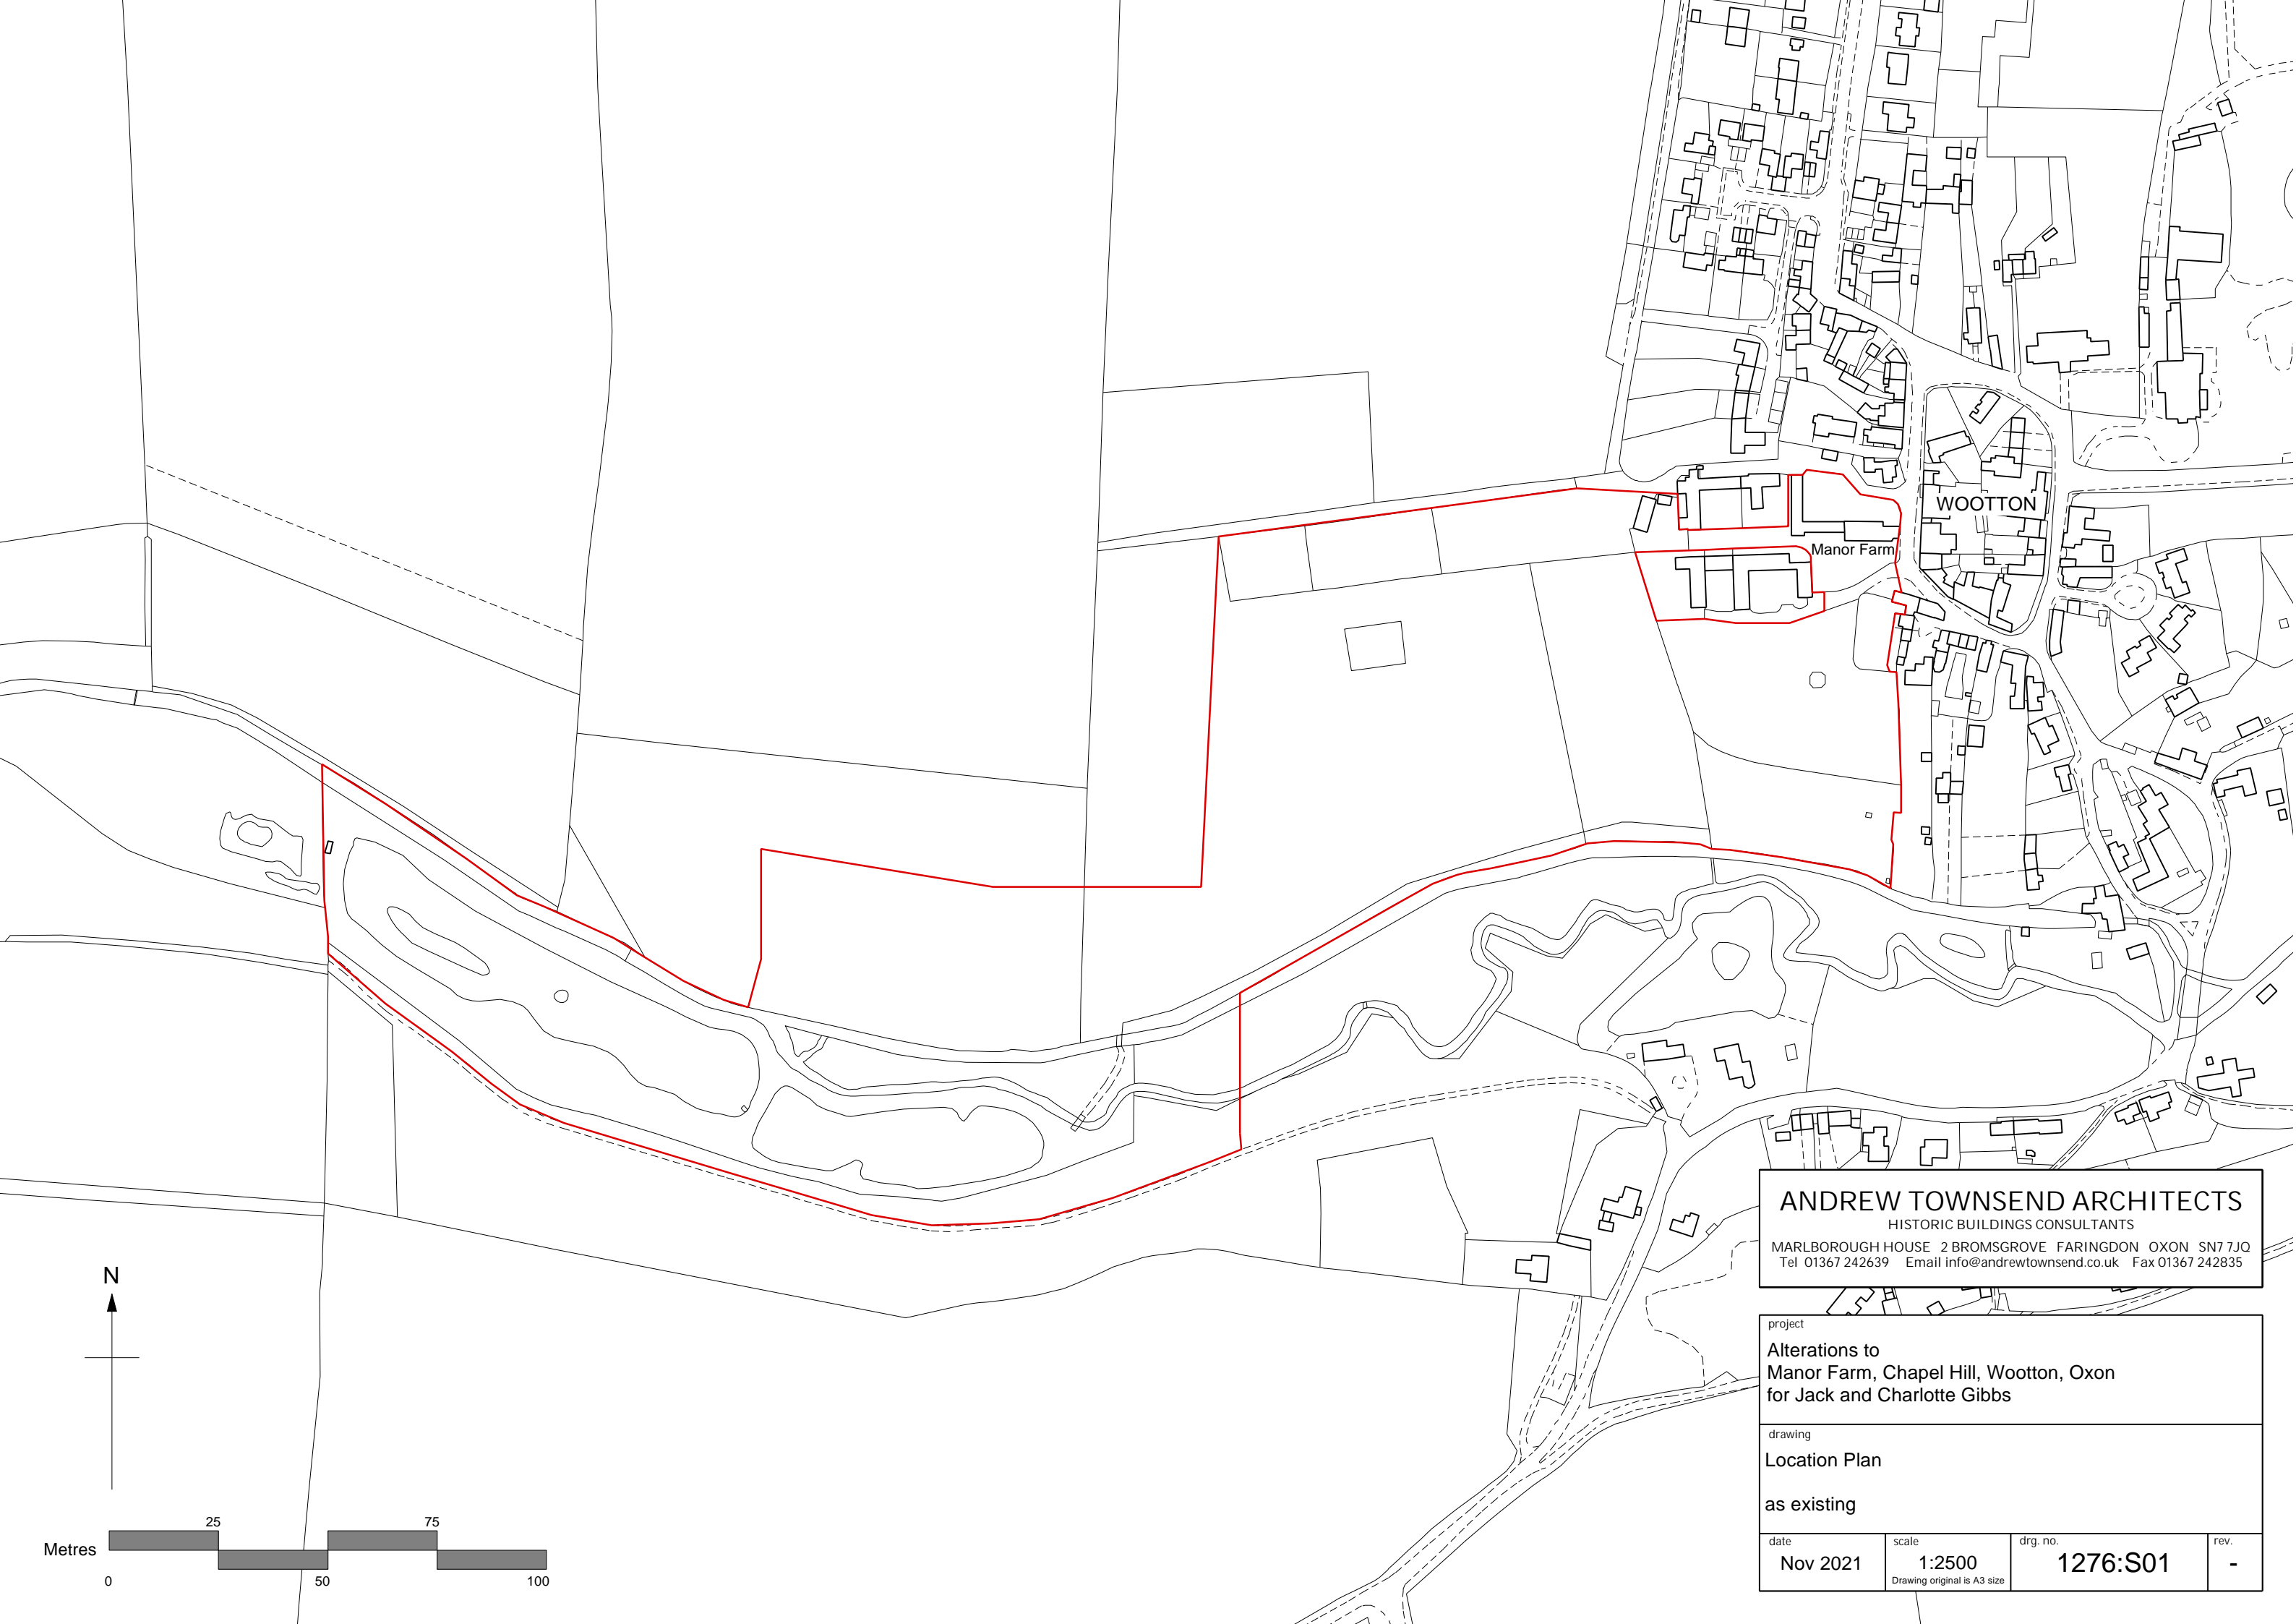 WOOTTON
Manor Farm
N
25
75
Metres
0
50
100
ANDREW TOWNSEND ARCHITECTS
HISTORIC BUILDINGS CONSULTANTS
MARLBOROUGH HOUSE 2 BROMSGROVE FARINGDON OXON SN7 7JQ
Tel 01367 242639 Email info@andrewtownsend.co.uk Fax 01367 242835
project
Alterations to
Manor Farm, Chapel Hill, Wootton, Oxon
for Jack and Charlotte Gibbs
drawing
Location Plan
as existing
date
Nov 2021
scale
1:2500
Drawing original is A3 size
drg. no.
1276:S01
rev.
-